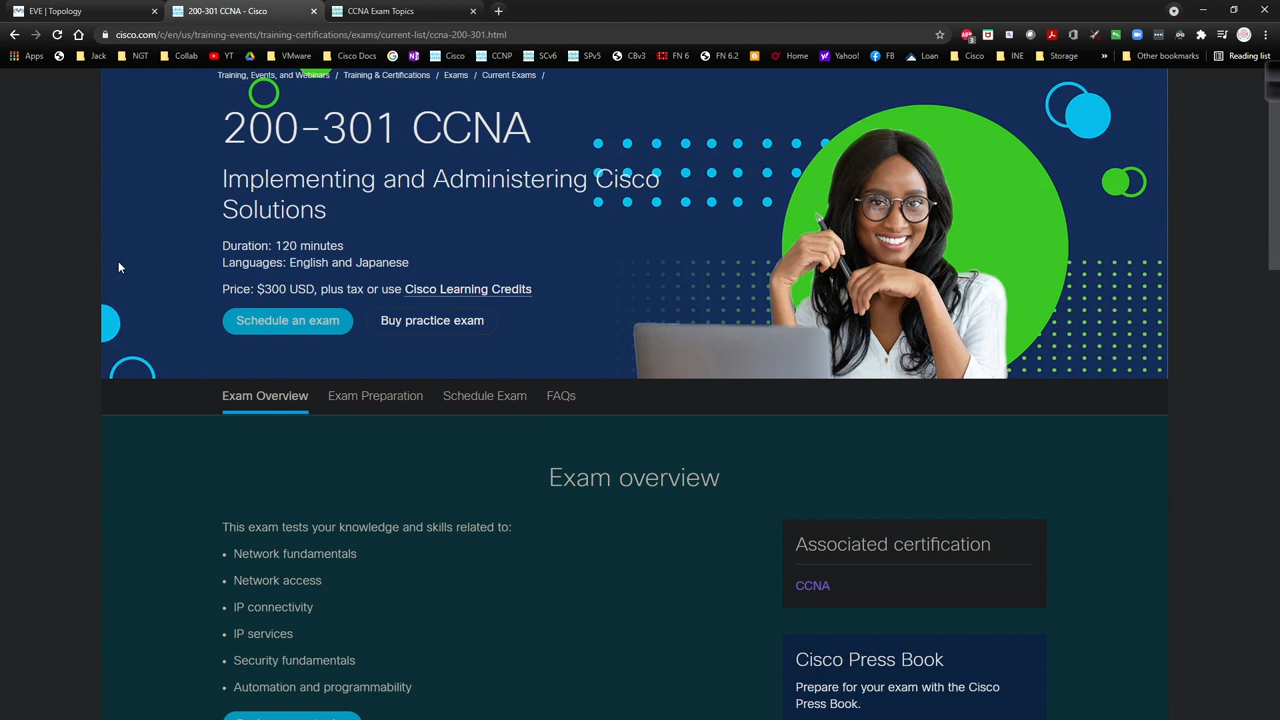 EVE | Topology
200-301 CCNA - Cisco
CCNA Exam Topics
cisco.com/c/en/us/training-events/training-certifications/exams/current-list/ccna-200-301.html
Apps Jack NGT Collab YT VMware Cisco Docs Cisco CCNP SCv6 SPv5 CBv3 FN 6 FN 6.2 Home Yahoo! FB Loan Cisco INE Storage » Other bookmarks Reading list
Training, Events, and Webinars / Training & Certifications / Exams / Current Exams /
200-301 CCNA
Implementing and Administering Cisco
Solutions
Duration: 120 minutes
Languages: English and Japanese
Price: $300 USD, plus tax or use Cisco Learning Credits
Schedule an exam Buy practice exam
Exam Overview Exam Preparation Schedule Exam FAQs
Exam overview
This exam tests your knowledge and skills related to:
• Network fundamentals
• Network access
• IP connectivity
• IP services
• Security fundamentals
• Automation and programmability
Associated certification
CCNA
Cisco Press Book
Prepare for your exam with the Cisco
Press Book.